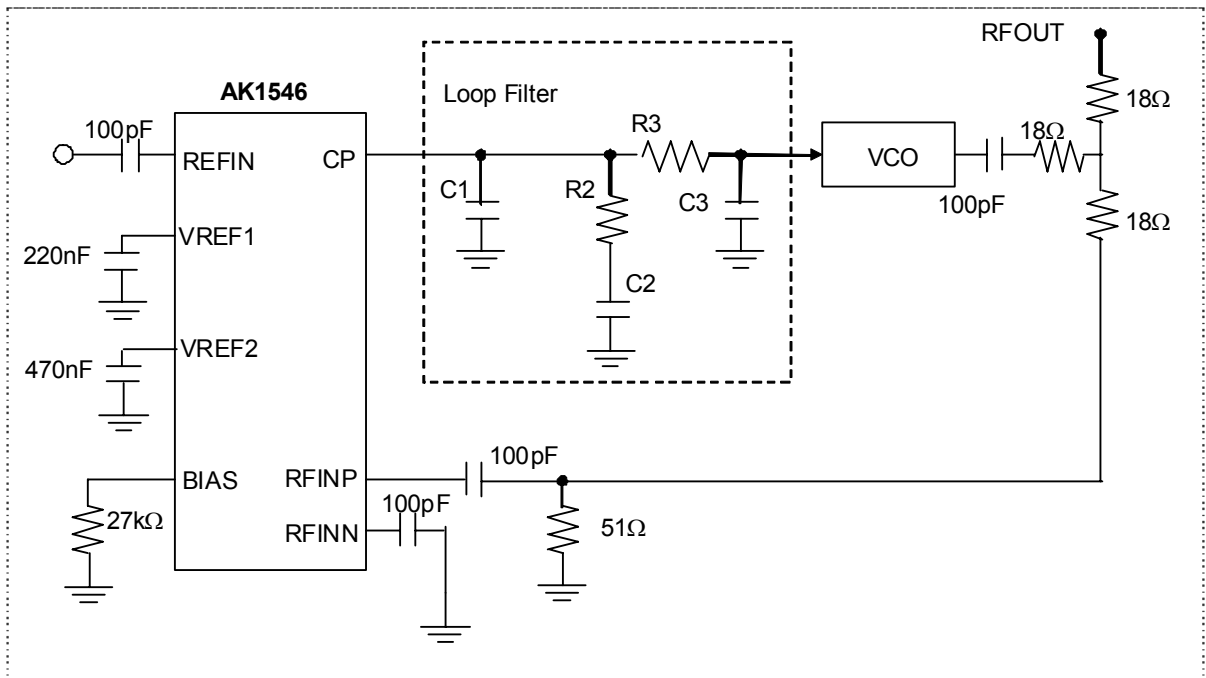 RFOUT
AK1546
Loop Filter
18Ω
100pF
R3
18Ω
REFIN
CP
VCO
C1
R2
C3
100pF
18Ω
VREF1
220nF
C2
VREF2
470nF
100pF
BIAS
RFINP
100pF
27kΩ
51Ω
RFINN